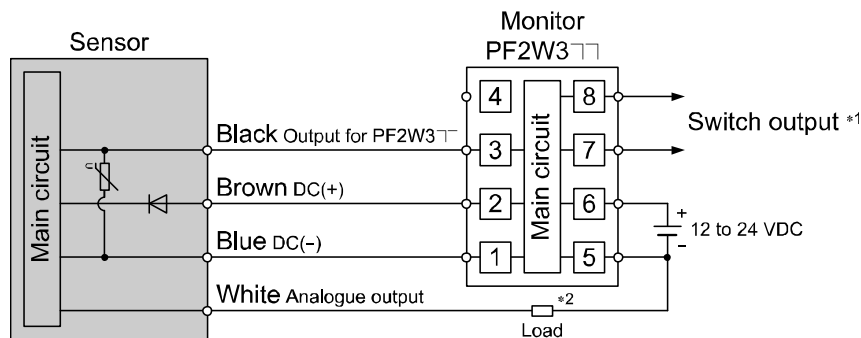 Monitor
PF2W3□□
Sensor
Main circuit
Main circuit
4
8
3
7
2
6
1
5
Black Output for PF2W3□□
Brown DC(+)
Blue DC(−)
White Analogue output
Switch output *1
+
12 to 24 VDC
−
*2
Load
n